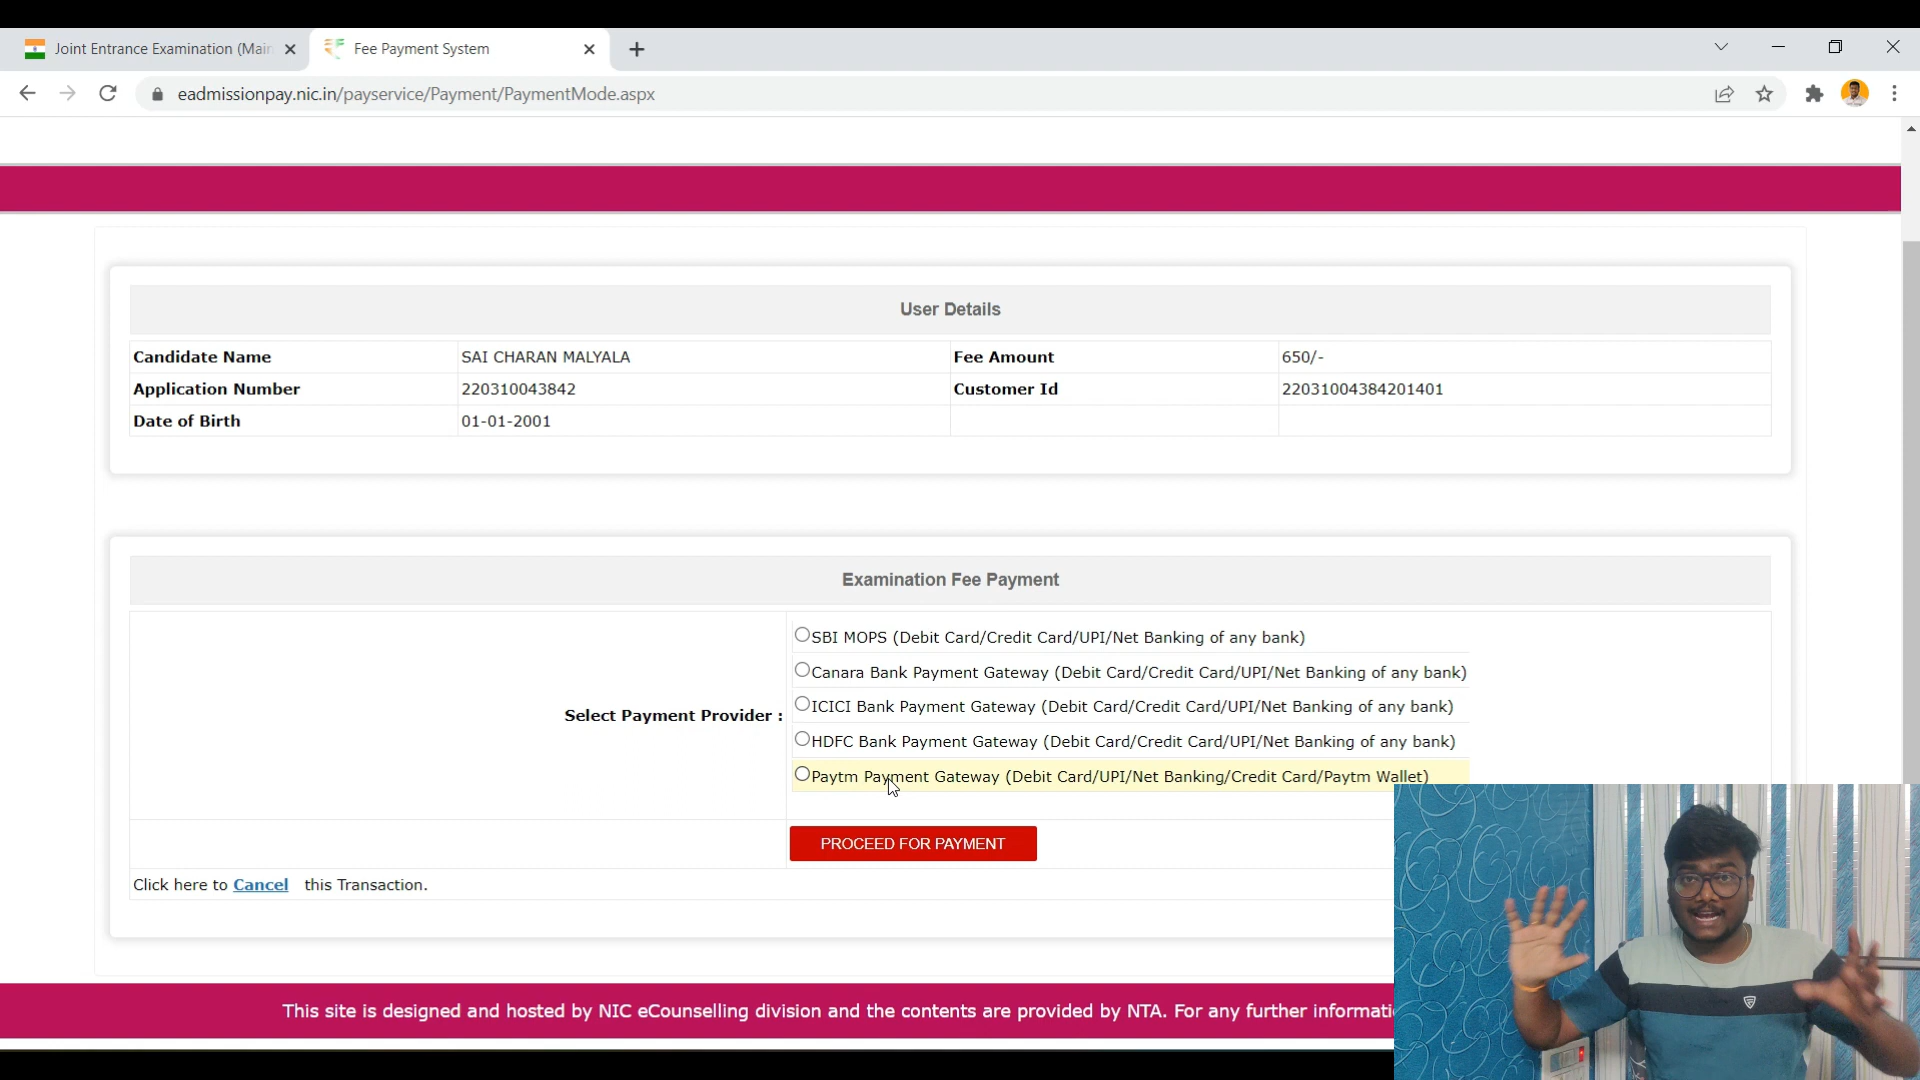 Joint Entrance Examination (Main
Fee Payment System
eadmissionpay.nic.in/payservice/Payment/PaymentMode.aspx
User Details
Candidate Name SAI CHARAN MALYALA Fee Amount 650/-
Application Number 220310043842 Customer Id 22031004384201401
Date of Birth 01-01-2001
Examination Fee Payment
Select Payment Provider :
SBI MOPS (Debit Card/Credit Card/UPI/Net Banking of any bank)
Canara Bank Payment Gateway (Debit Card/Credit Card/UPI/Net Banking of any bank)
ICICI Bank Payment Gateway (Debit Card/Credit Card/UPI/Net Banking of any bank)
HDFC Bank Payment Gateway (Debit Card/Credit Card/UPI/Net Banking of any bank)
Paytm Payment Gateway (Debit Card/UPI/Net Banking/Credit Card/Paytm Wallet)
PROCEED FOR PAYMENT
Click here to Cancel this Transaction.
This site is designed and hosted by NIC eCounselling division and the contents are provided by NTA. For any further informati